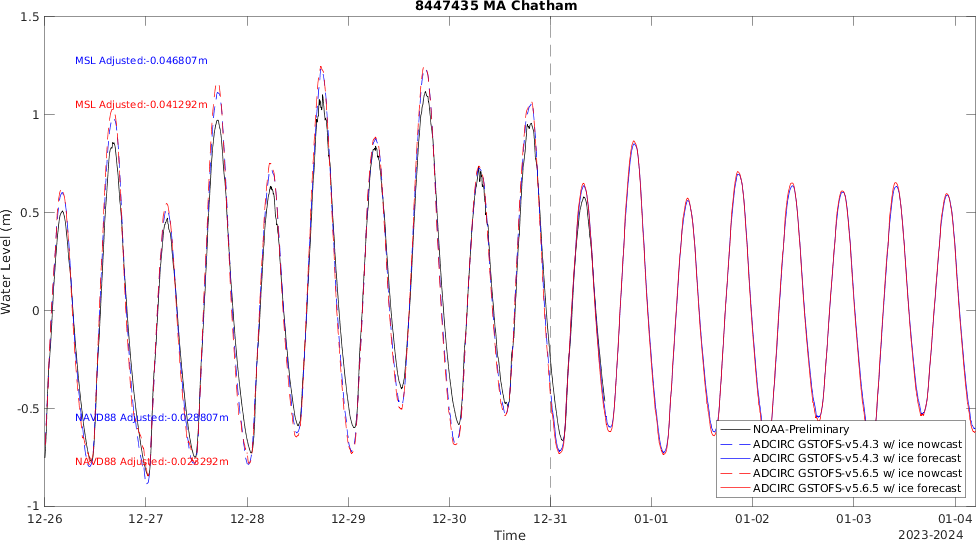 8447435 MA Chatham
1.5
1
0.5
0
-0.5
-1
Water Level (m)
MSL Adjusted:-0.046807m
MSL Adjusted:-0.041292m
NAVD88 Adjusted:-0.028807m
NAVD88 Adjusted:-0.023292m
NOAA-Preliminary
ADCIRC GSTOFS-v5.4.3 w/ ice nowcast
ADCIRC GSTOFS-v5.4.3 w/ ice forecast
ADCIRC GSTOFS-v5.6.5 w/ ice nowcast
ADCIRC GSTOFS-v5.6.5 w/ ice forecast
12-26 12-27 12-28 12-29 12-30 12-31 01-01 01-02 01-03 01-04
Time
2023-2024